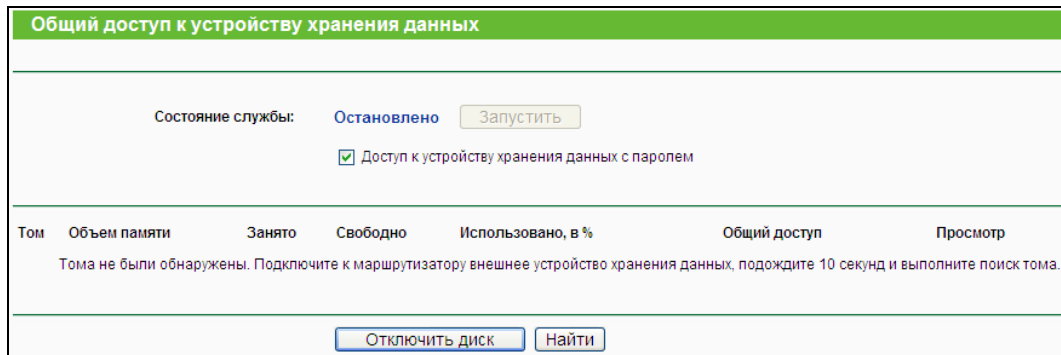 Общий доступ к устройству хранения данных
Состояние службы: Остановлено Запустить
Доступ к устройству хранения данных с паролем
Том Объем памяти Занято Свободно Использовано, в % Общий доступ Просмотр
Тома не были обнаружены. Подключите к маршрутизатору внешнее устройство хранения данных, подождите 10 секунд и выполните поиск тома.
Отключить диск Найти